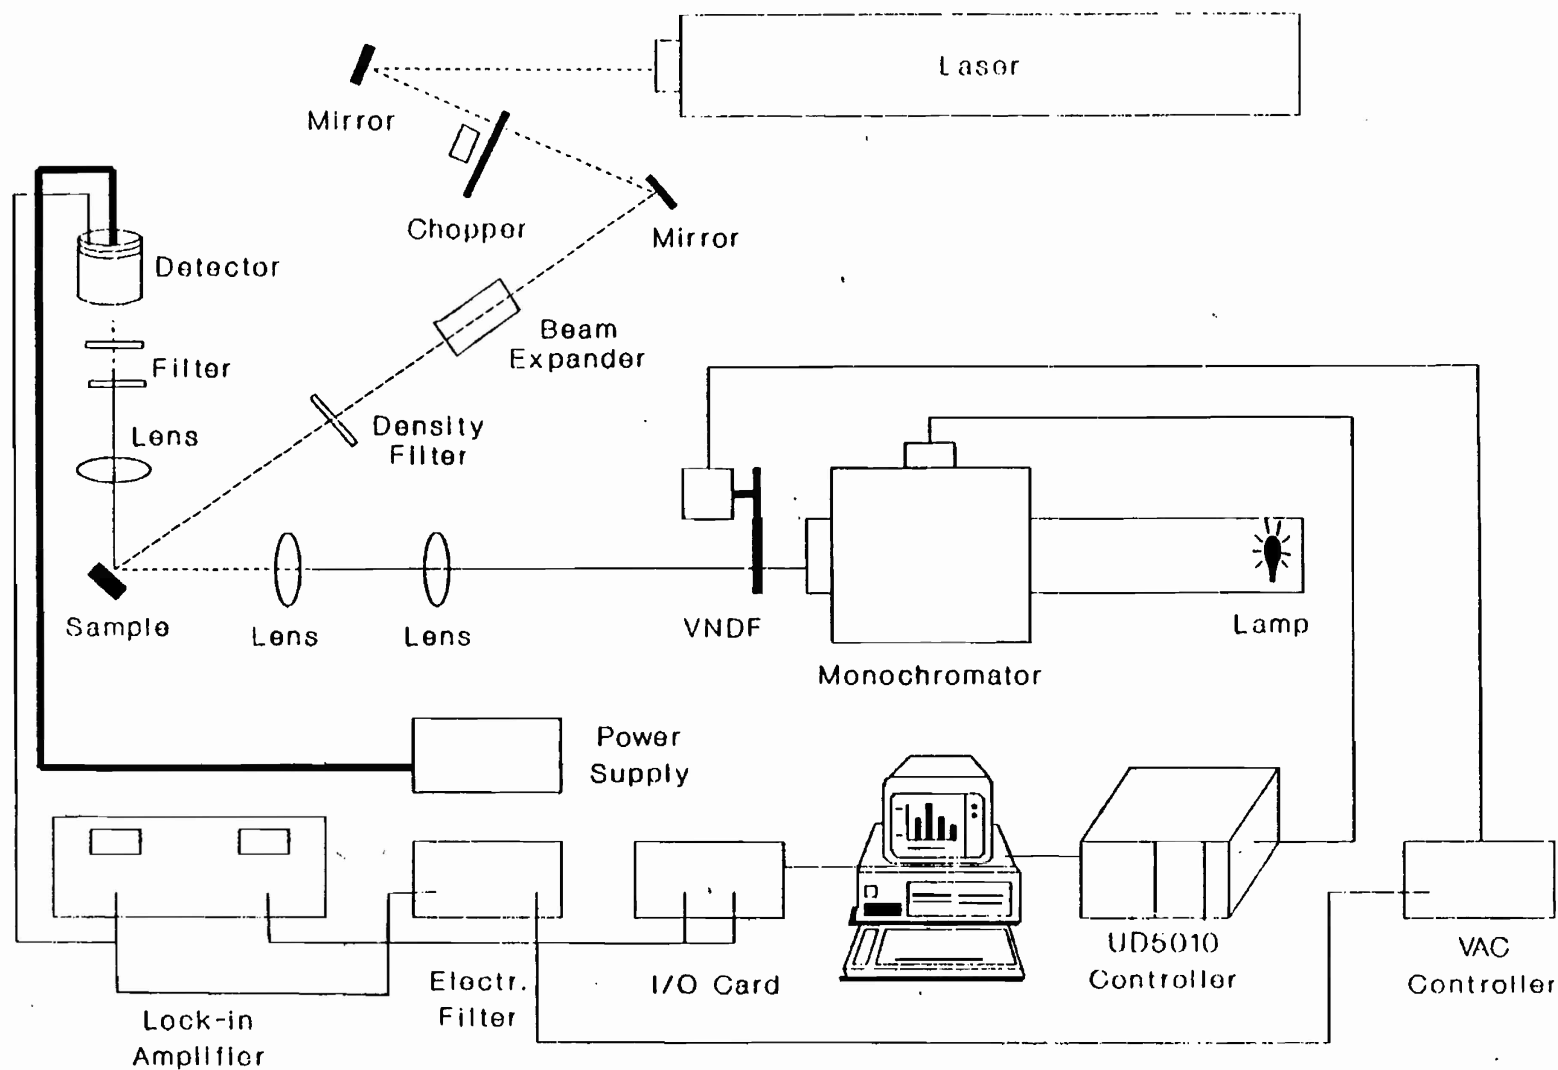 Laser
Mirror
Chopper
Mirror
Detector
Beam
Expander
Filter
Density
Filter
Lens
Sample
Lens
Lens
VNDF
Lamp
Monochromator
Power
Supply
UD5010
Controller
VAC
Controller
Electr.
Filter
I/O Card
Lock-in
Amplifier